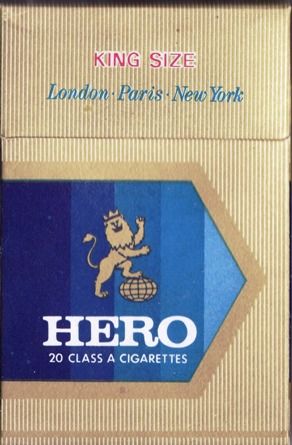 KING SIZE
London · Paris · New York
HERO
20 CLASS A CIGARETTES